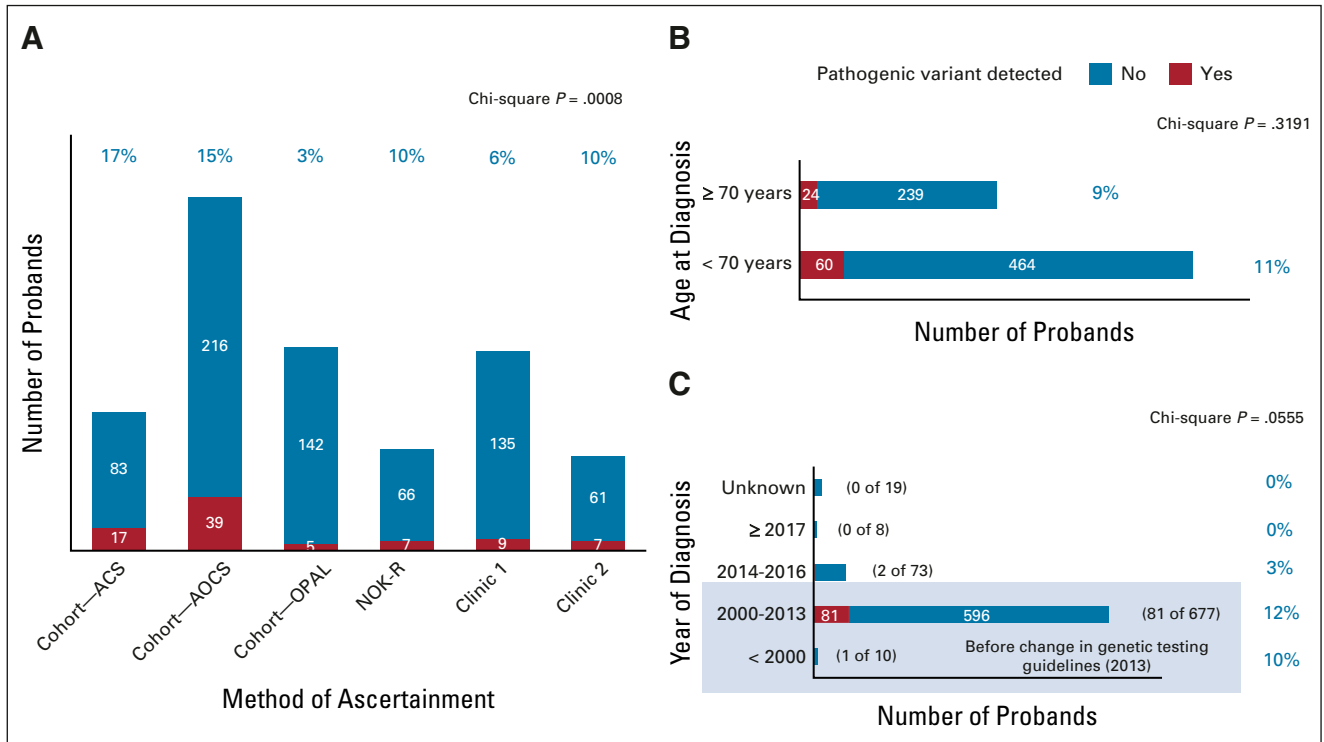 A
Chi-square P = .0008
Number of Probands
17% 15% 3% 10% 6% 10%
83 216 142 66 135 61
17 39 5 7 9 7
Cohort—ACS
Cohort—AOCS
Cohort—OPAL
NOK-R
Clinic 1
Clinic 2
Method of Ascertainment
B
Pathogenic variant detected No Yes
Chi-square P = .3191
Age at Diagnosis
≥ 70 years 24 239 9%
< 70 years 60 464 11%
Number of Probands
C
Chi-square P = .0555
Year of Diagnosis
Unknown (0 of 19) 0%
≥ 2017 (0 of 8) 0%
2014-2016 (2 of 73) 3%
2000-2013 81 596 (81 of 677) 12%
< 2000 (1 of 10) 10%
Before change in genetic testing
guidelines (2013)
Number of Probands